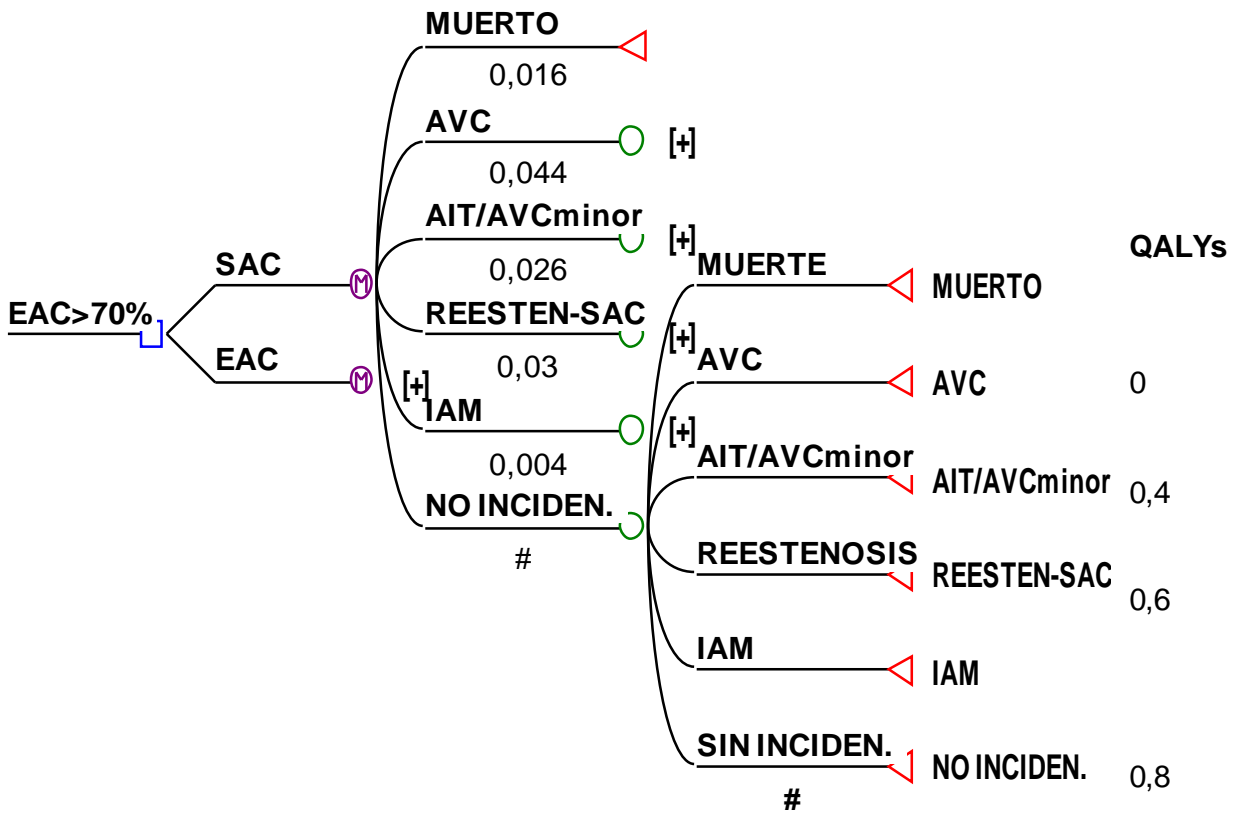 MUERTO
0,016
AVC
[+]
0,044
AIT/AVCminor
[+]
QALYs
SAC
0,026
MUERTE
MUERTO
EAC>70%
REESTEN-SAC
[+]
EAC
0,03
AVC
[+]
AVC
0
IAM
[+]
0,004
AIT/AVCminor
AIT/AVCminor
0,4
NO INCIDEN.
#
REESTENOSIS
REESTEN-SAC
0,6
IAM
IAM
SIN INCIDEN.
NO INCIDEN.
0,8
#